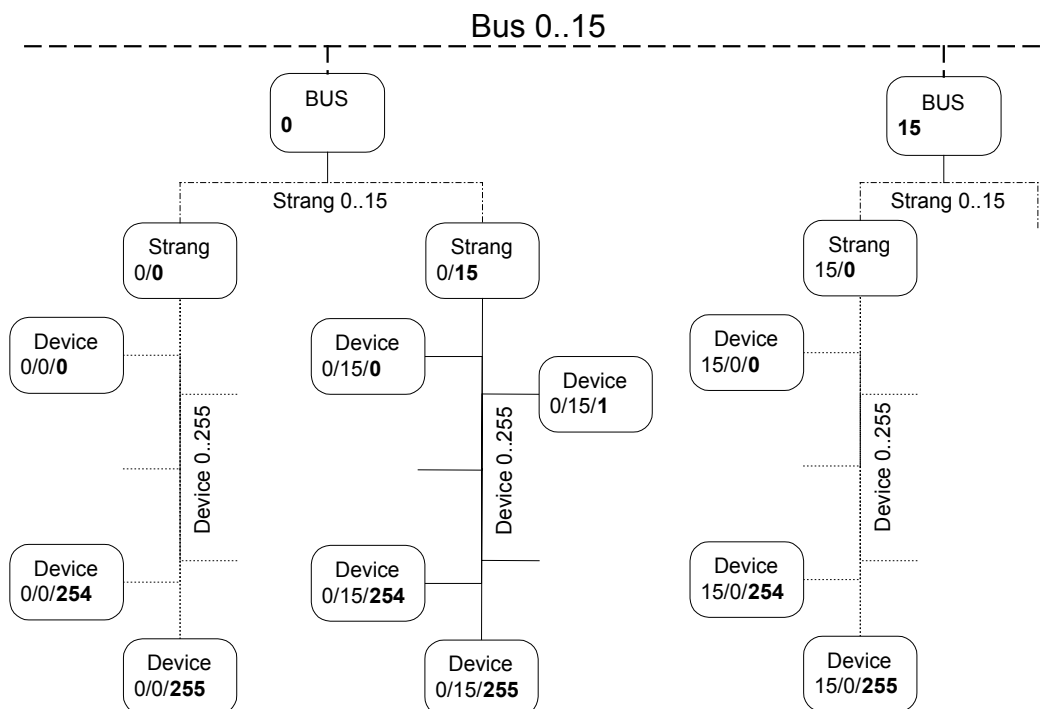 Bus 0..15
BUS
0
BUS
15
Strang 0..15
Strang 0..15
Strang
0/0
Strang
0/15
Strang
15/0
Device
0/0/0
Device
0/15/0
Device
0/15/1
Device
15/0/0
Device 0..255
Device 0..255
Device 0..255
Device
0/0/254
Device
0/15/254
Device
15/0/254
Device
0/0/255
Device
0/15/255
Device
15/0/255